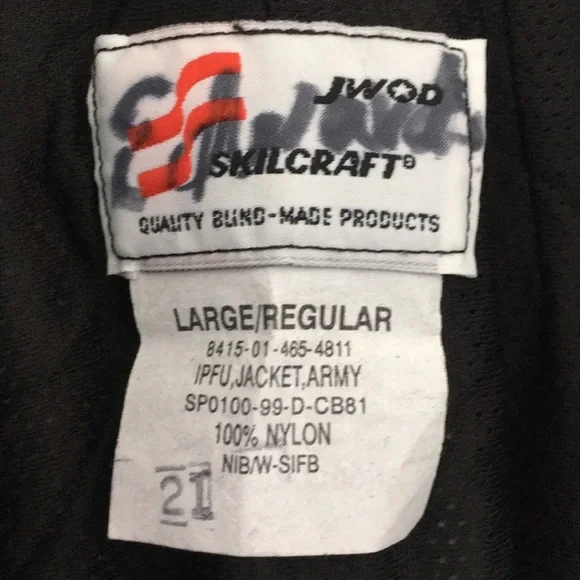 JWOD
Edwards
SKILCRAFT®
QUALITY BLIND-MADE PRODUCTS
LARGE/REGULAR
8415-01-465-4811
IPFU,JACKET,ARMY
SP0100-99-D-CB81
100% NYLON
NIB/W-SIFB
21